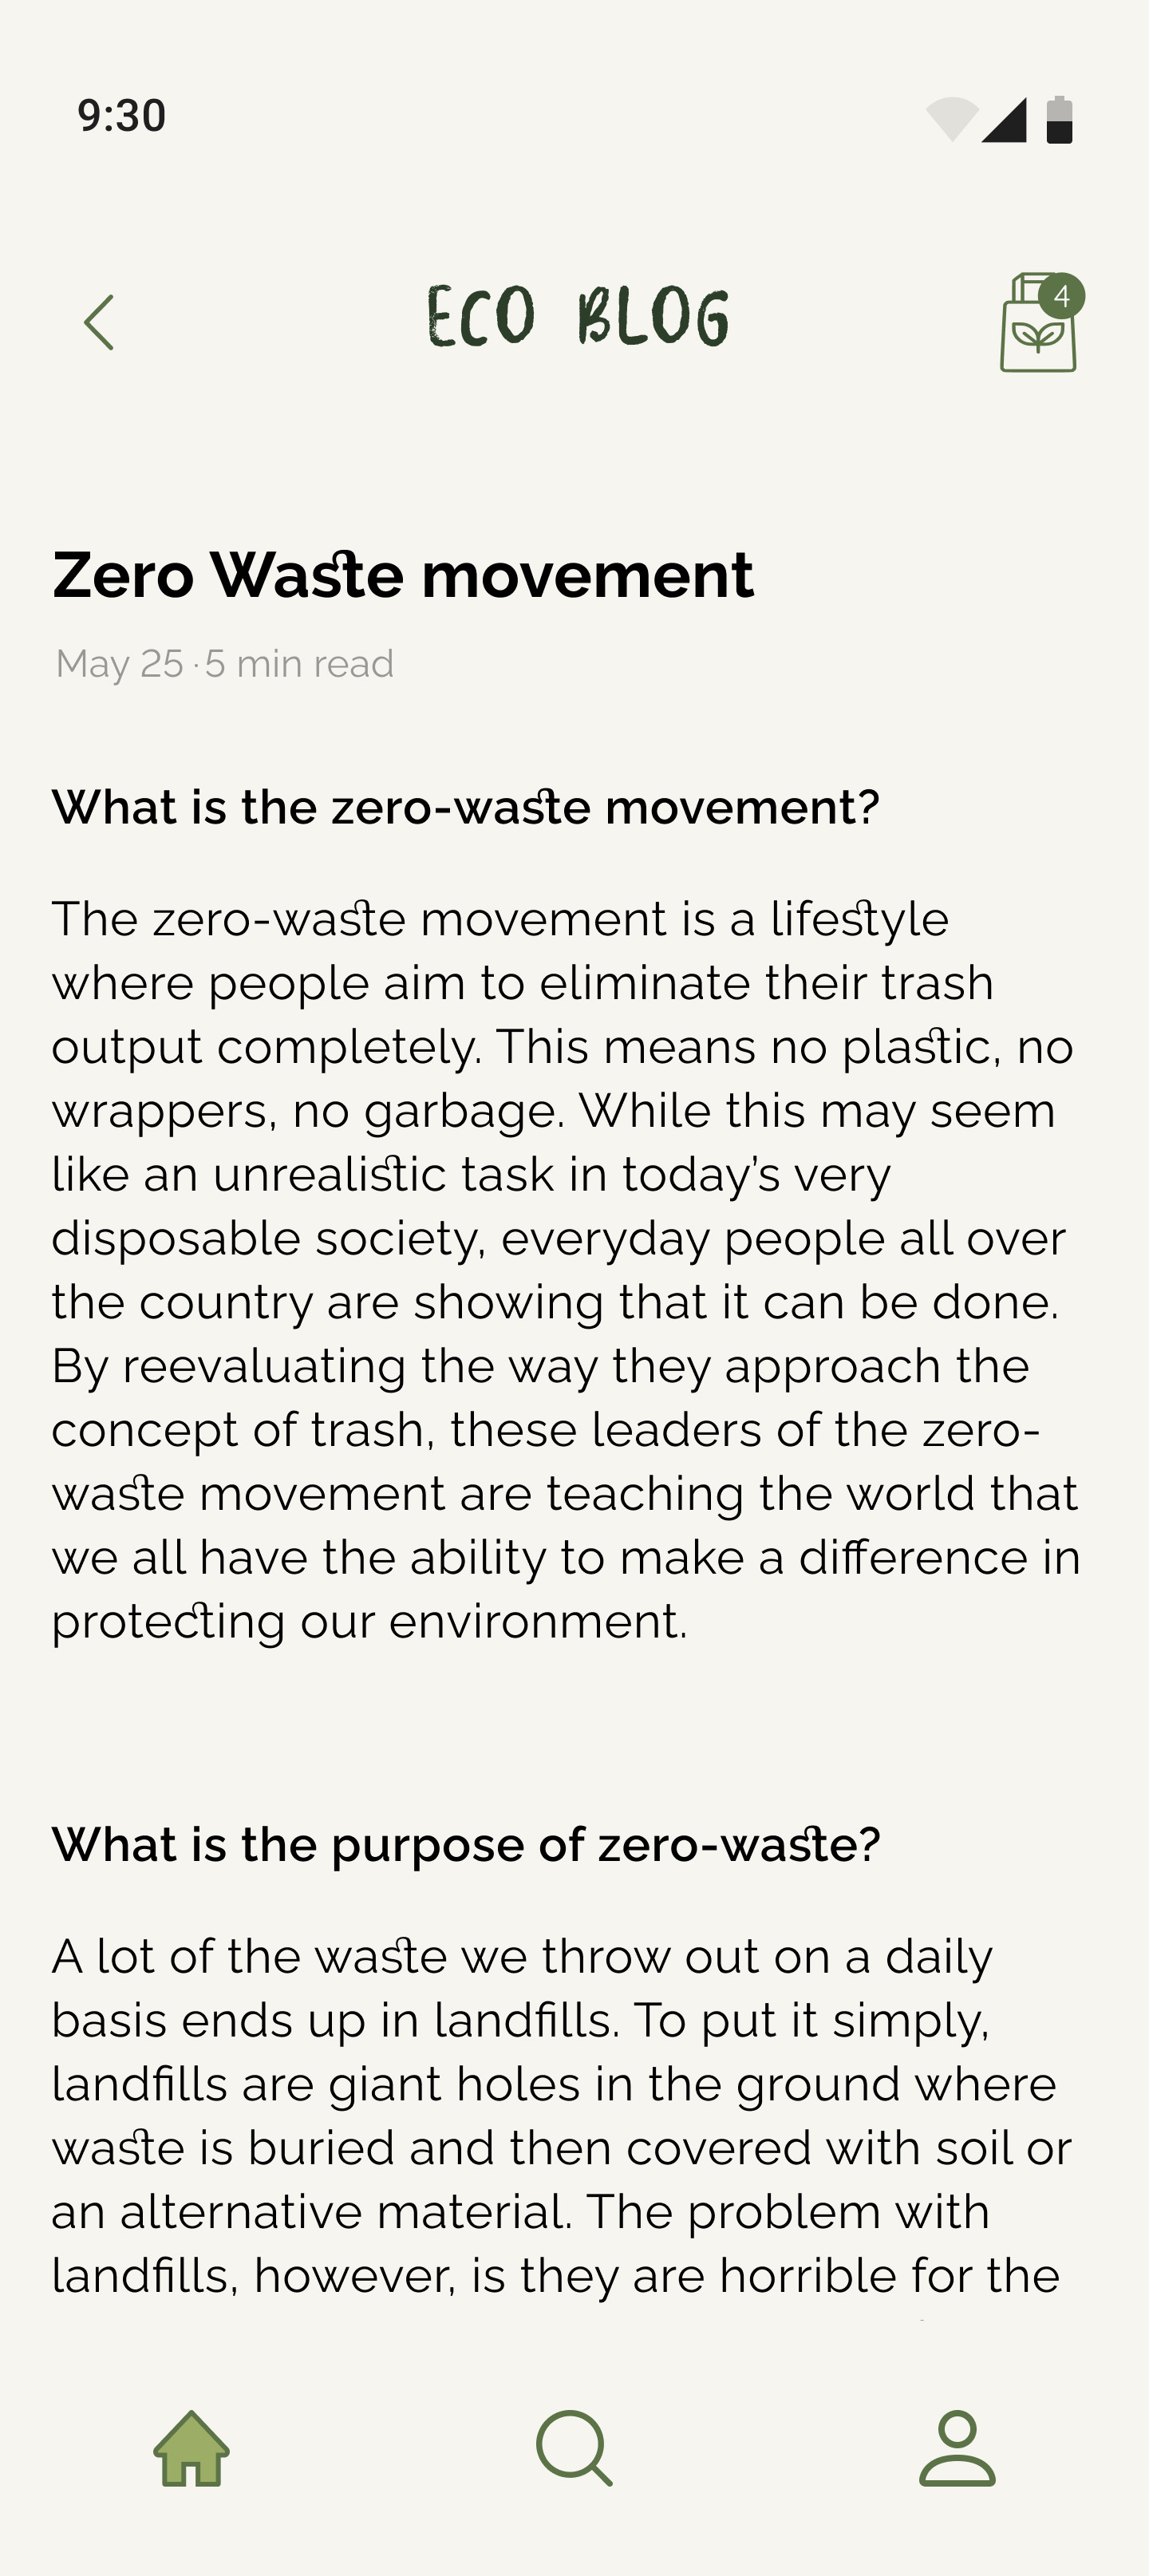 9:30
ECO BLOG
4
Zero Waste movement
May 25 · 5 min read
What is the zero-waste movement?
The zero-waste movement is a lifestyle
where people aim to eliminate their trash
output completely. This means no plastic, no
wrappers, no garbage. While this may seem
like an unrealistic task in today’s very
disposable society, everyday people all over
the country are showing that it can be done.
By reevaluating the way they approach the
concept of trash, these leaders of the zero-
waste movement are teaching the world that
we all have the ability to make a difference in
protecting our environment.
What is the purpose of zero-waste?
A lot of the waste we throw out on a daily
basis ends up in landfills. To put it simply,
landfills are giant holes in the ground where
waste is buried and then covered with soil or
an alternative material. The problem with
landfills, however, is they are horrible for the